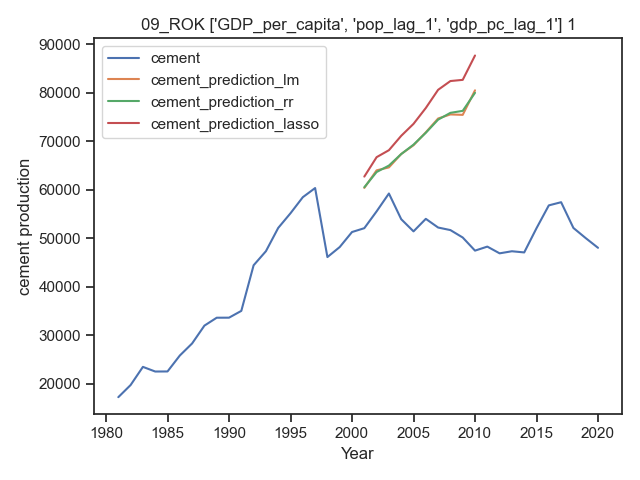 09_ROK ['GDP_per_capita', 'pop_lag_1', 'gdp_pc_lag_1'] 1
90000
80000
70000
60000
50000
40000
30000
20000
cement production
cement
cement_prediction_lm
cement_prediction_rr
cement_prediction_lasso
1980 1985 1990 1995 2000 2005 2010 2015 2020
Year